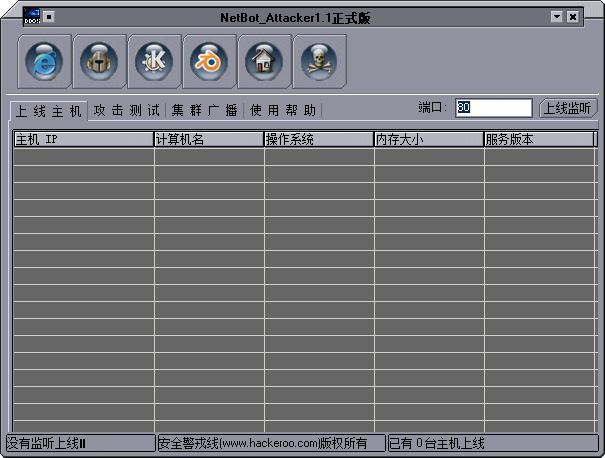 DDOS
NetBot_Attacker1.1正式版
上线主机 攻击测试 集群广播 使用帮助 端口: 80 上线监听
主机 IP 计算机名 操作系统 内存大小 服务版本
没有监听上线!! 安全警戒线(www.hackeroo.com)版权所有 已有 0 台主机上线